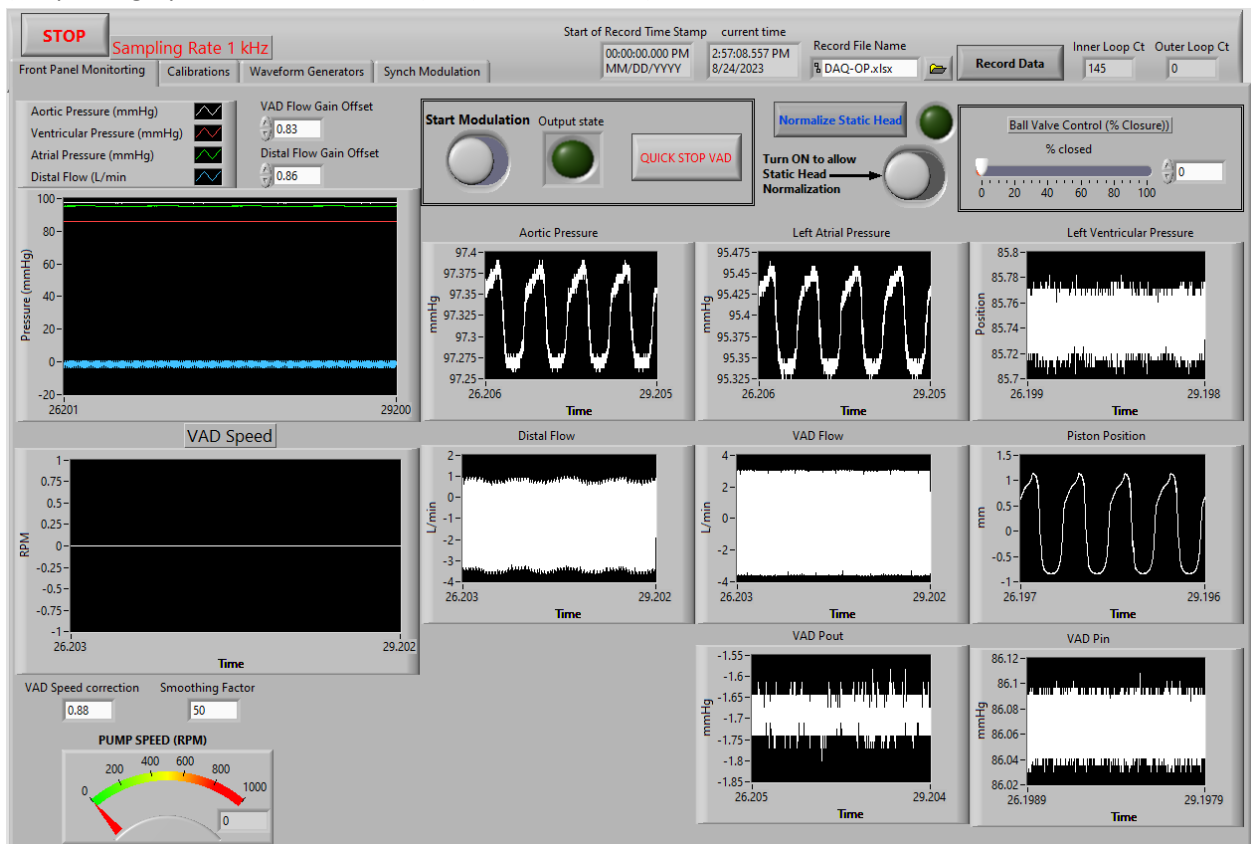 STOP
Sampling Rate 1 kHz
Start of Record Time Stamp
00:00:00.000 PM
MM/DD/YYYY
current time
2:57:08.557 PM
8/24/2023
Record File Name
DAQ-OP.xlsx
Record Data
Inner Loop Ct
145
Outer Loop Ct
0
Front Panel Monitorting
Calibrations
Waveform Generators
Synch Modulation
Aortic Pressure (mmHg)
Ventricular Pressure (mmHg)
Atrial Pressure (mmHg)
Distal Flow (L/min
VAD Flow Gain Offset
0.83
Distal Flow Gain Offset
0.86
Start Modulation
Output state
QUICK STOP VAD
Normalize Static Head
Turn ON to allow
Static Head
Normalization
Ball Valve Control (% Closure))
% closed
0 20 40 60 80 100
0
Pressure (mmHg)
100
80
60
40
20
0
-20
26201
29200
Aortic Pressure
mmHg
97.4
97.375
97.35
97.325
97.3
97.275
97.25
26.206
29.205
Time
Left Atrial Pressure
mmHg
95.475
95.45
95.425
95.4
95.375
95.35
95.325
26.206
29.205
Time
Left Ventricular Pressure
Position
85.8
85.78
85.76
85.74
85.72
85.7
26.199
29.198
Time
VAD Speed
RPM
1
0.75
0.5
0.25
0
-0.25
-0.5
-0.75
-1
26.203
29.202
Time
Distal Flow
L/min
2
1
0
-1
-2
-3
-4
26.203
29.202
Time
VAD Flow
L/min
4
2
0
-2
-4
26.203
29.202
Time
Piston Position
mm
1.5
1
0.5
0
-0.5
-1
26.197
29.196
Time
VAD Speed correction
0.88
Smoothing Factor
50
PUMP SPEED (RPM)
0 200 400 600 800 1000
0
VAD Pout
mmHg
-1.55
-1.6
-1.65
-1.7
-1.75
-1.8
-1.85
26.205
29.204
Time
VAD Pin
mmHg
86.12
86.1
86.08
86.06
86.04
86.02
26.1989
29.1979
Time